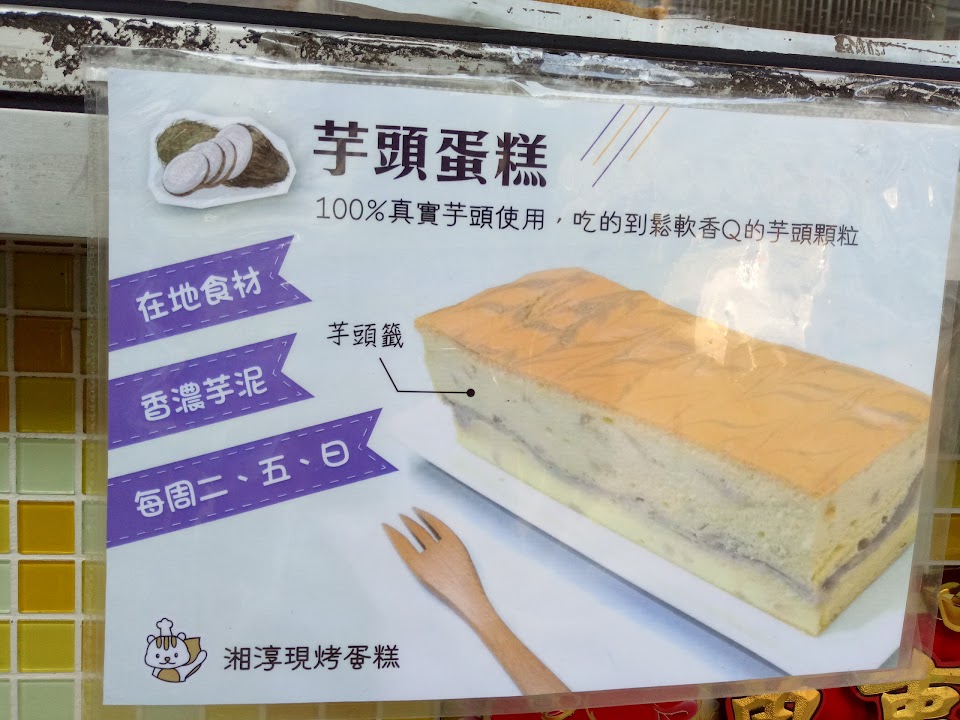 芋頭蛋糕
100%真實芋頭使用，吃的到鬆軟香Q的芋頭顆粒
在地食材
芋頭籤
香濃芋泥
每周二、五、日
湘淳現烤蛋糕